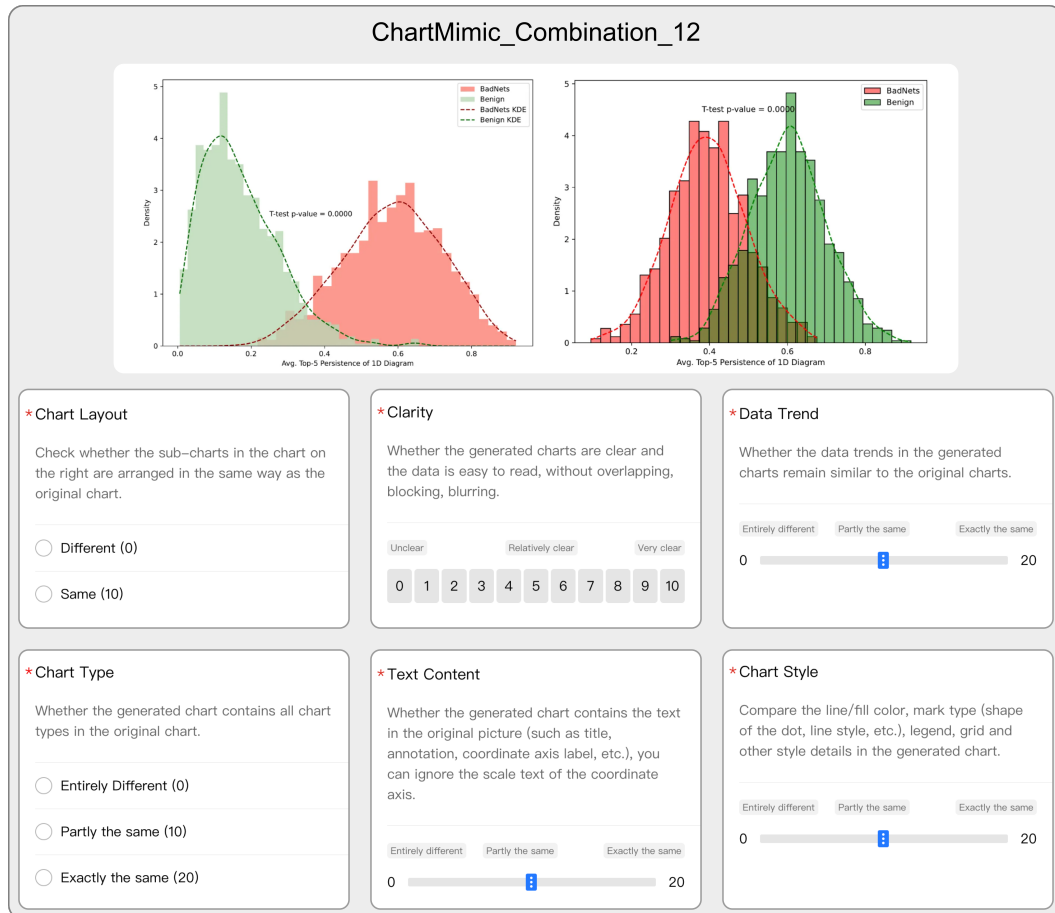 ChartMimic_Combination_12
5
4
3
2
1
0
Density
BadNets
Benign
BadNets KDE
Benign KDE
T-test p-value = 0.0000
0.0 0.2 0.4 0.6 0.8
Avg. Top-5 Persistence of 1D Diagram
5
4
3
2
1
0
Density
T-test p-value = 0.0000
BadNets
Benign
0.2 0.4 0.6 0.8
Avg. Top-5 Persistence of 1D Diagram
*Chart Layout
Check whether the sub-charts in the chart on
the right are arranged in the same way as the
original chart.
Different (0)
Same (10)
*Clarity
Whether the generated charts are clear and
the data is easy to read, without overlapping,
blocking, blurring.
Unclear Relatively clear Very clear
0 1 2 3 4 5 6 7 8 9 10
*Data Trend
Whether the data trends in the generated
charts remain similar to the original charts.
Entirely different Partly the same Exactly the same
0 20
*Chart Type
Whether the generated chart contains all chart
types in the original chart.
Entirely Different (0)
Partly the same (10)
Exactly the same (20)
*Text Content
Whether the generated chart contains the text
in the original picture (such as title,
annotation, coordinate axis label, etc.), you
can ignore the scale text of the coordinate
axis.
Entirely different Partly the same Exactly the same
0 20
*Chart Style
Compare the line/fill color, mark type (shape
of the dot, line style, etc.), legend, grid and
other style details in the generated chart.
Entirely different Partly the same Exactly the same
0 20